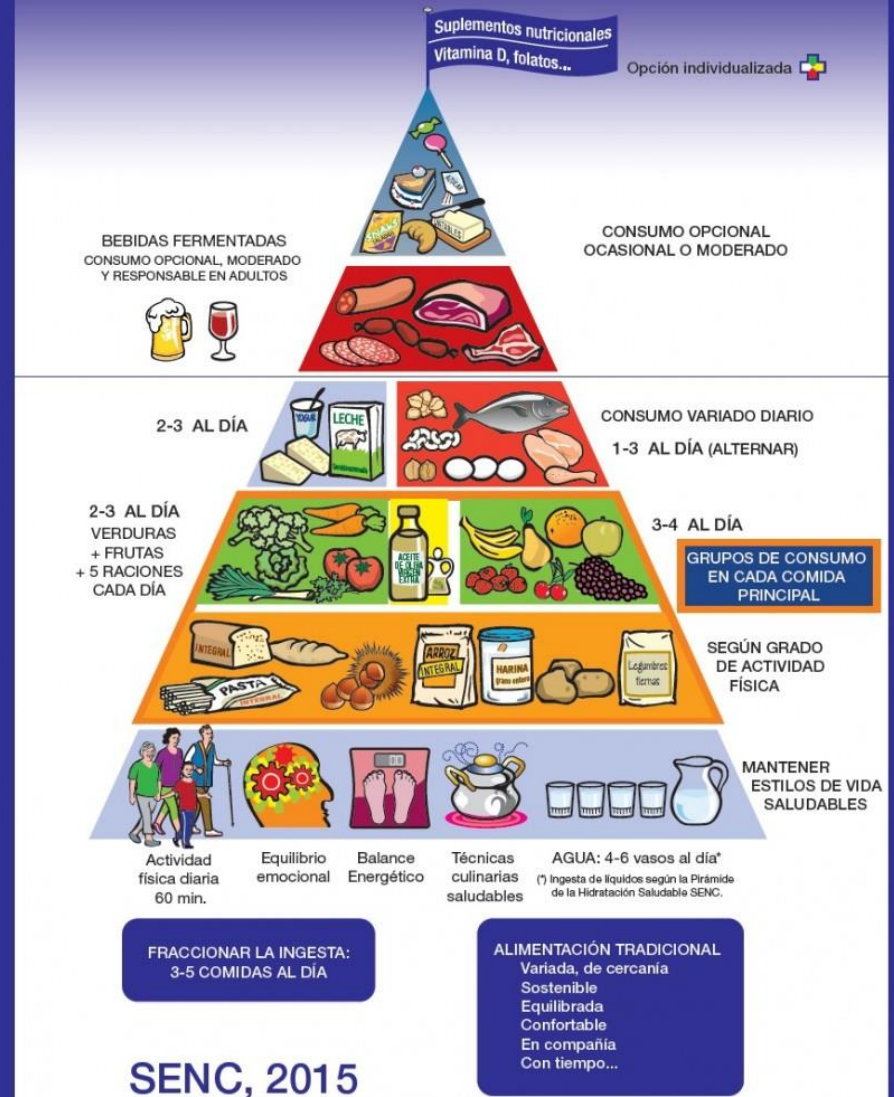 Suplementos nutricionales
Vitamina D, folatos...
Opción individualizada
AZÚCAR
SNAKS
SALADOS
UNTABLES
BEBIDAS FERMENTADAS
CONSUMO OPCIONAL, MODERADO
Y RESPONSABLE EN ADULTOS
CONSUMO OPCIONAL
OCASIONAL O MODERADO
2-3 AL DÍA
YOGUR
LECHE
CONSUMO VARIADO DIARIO
1-3 AL DÍA (ALTERNAR)
2-3 AL DÍA
VERDURAS
+ FRUTAS
+ 5 RACIONES
CADA DÍA
ACEITE
DE OLIVA
VIRGEN
EXTRA
3-4 AL DÍA
GRUPOS DE CONSUMO
EN CADA COMIDA
PRINCIPAL
INTEGRAL
PASTA
INTEGRAL
ARROZ
INTEGRAL
HARINA
grano entero
Legumbres
tiernas
SEGÚN GRADO
DE ACTIVIDAD
FÍSICA
MANTENER
ESTILOS DE VIDA
SALUDABLES
Actividad
física diaria
60 min.
Equilibrio
emocional
Balance
Energético
Técnicas
culinarias
saludables
AGUA: 4-6 vasos al día*
(*) Ingesta de líquidos según la Pirámide
de la Hidratación Saludable SENC.
FRACCIONAR LA INGESTA:
3-5 COMIDAS AL DÍA
ALIMENTACIÓN TRADICIONAL
Variada, de cercanía
Sostenible
Equilibrada
Confortable
En compañía
Con tiempo...
SENC, 2015